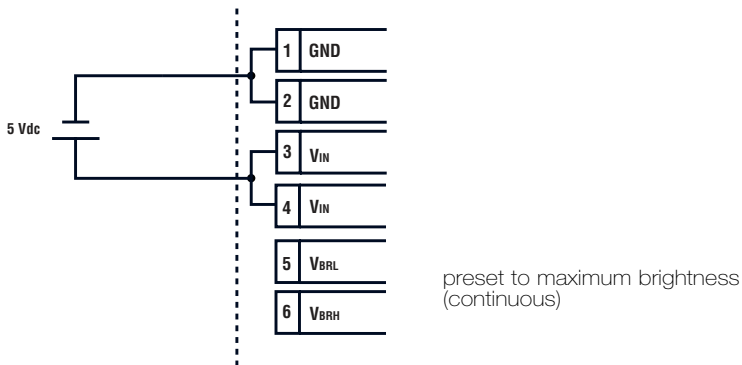 1 GND
2 GND
5 Vdc
3 VIN
4 VIN
5 VBRL
6 VBRH
preset to maximum brightness
(continuous)